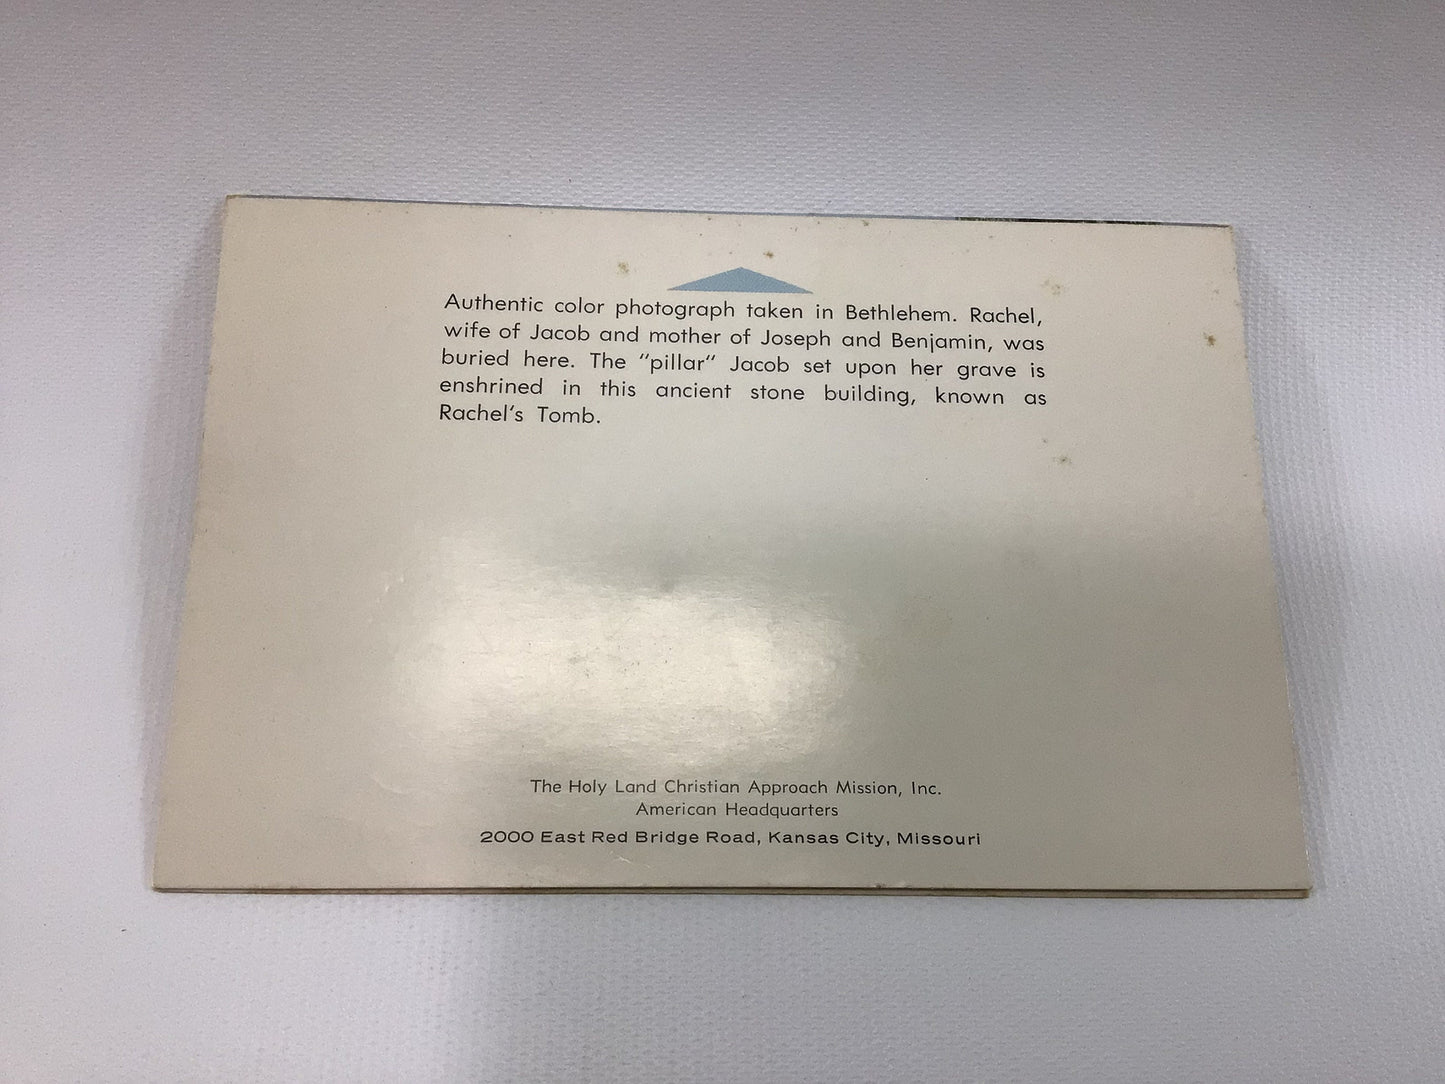 Authentic color photograph taken in Bethlehem. Rachel,
wife of Jacob and mother of Joseph and Benjamin, was
buried here. The "pillar" Jacob set upon her grave is
enshrined in this ancient stone building, known as
Rachel's Tomb.
The Holy Land Christian Approach Mission, Inc.
American Headquarters
2000 East Red Bridge Road, Kansas City, Missouri